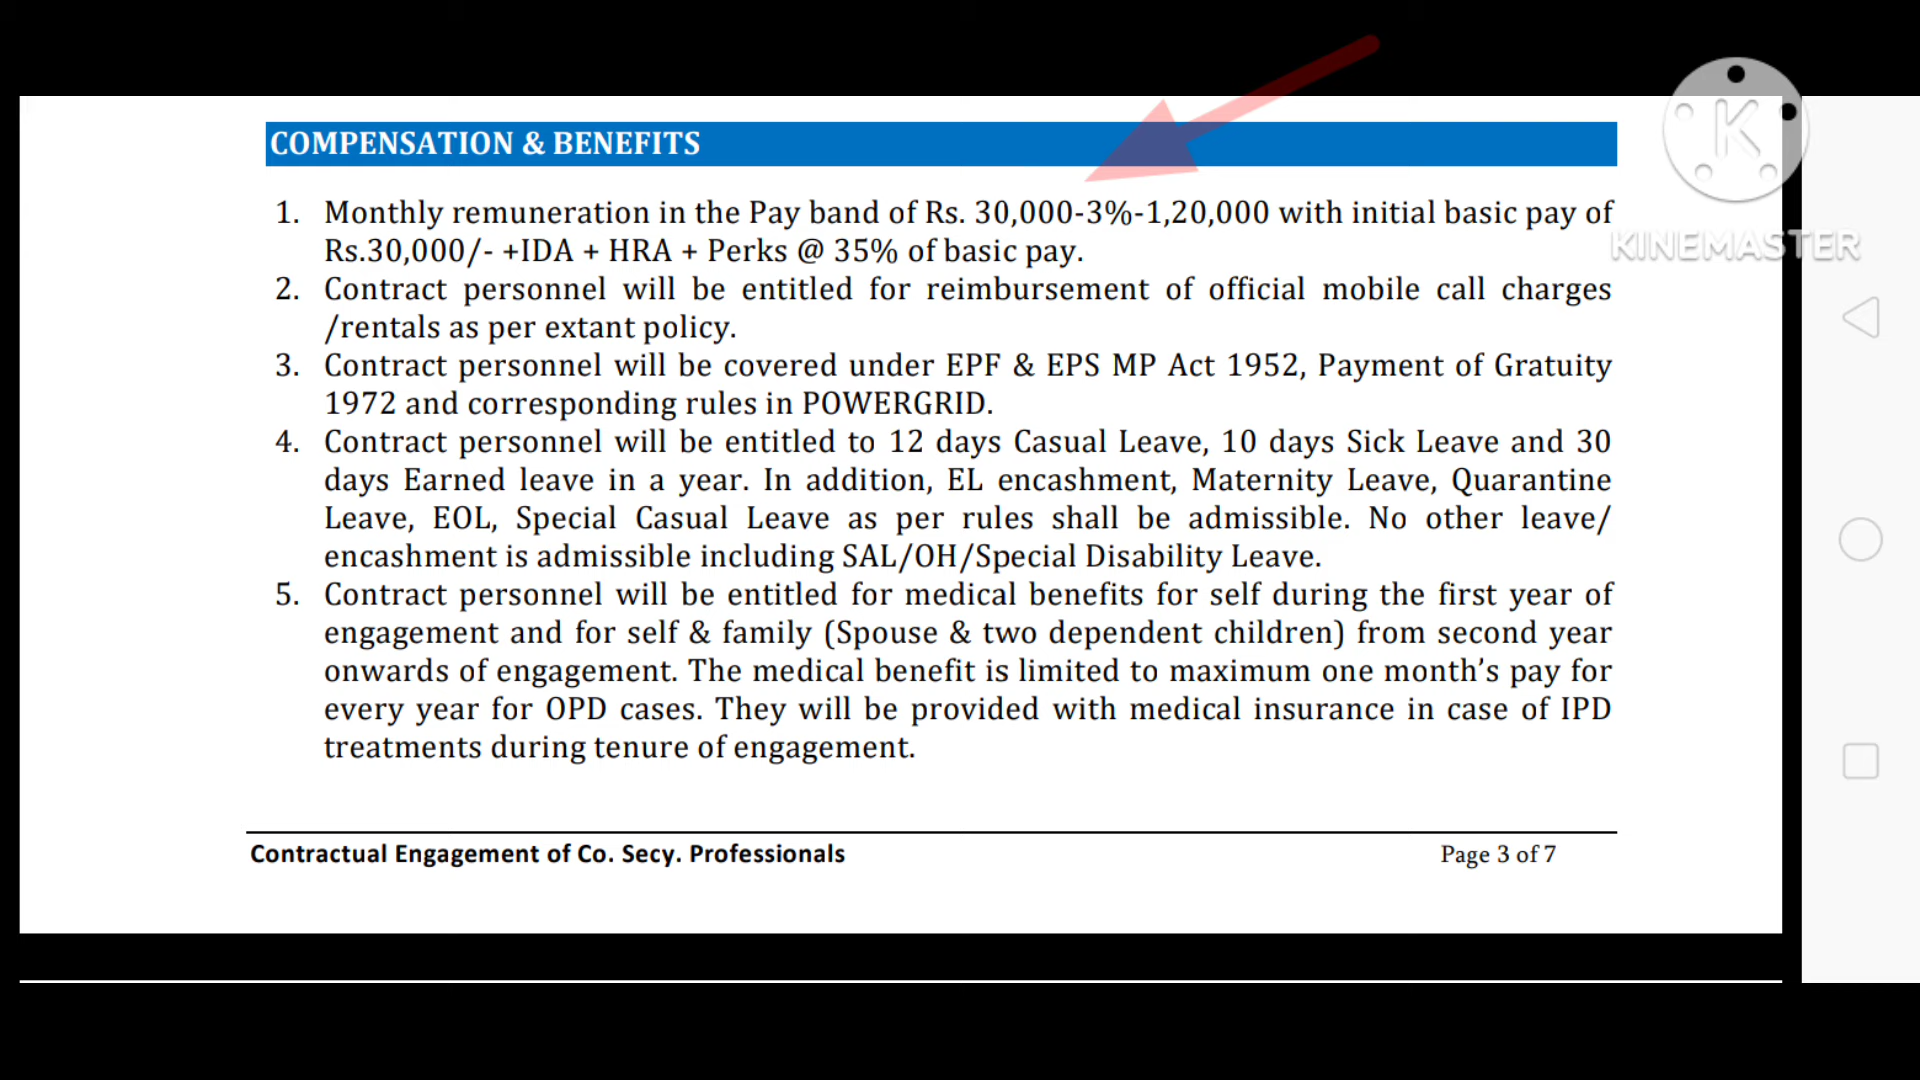 COMPENSATION & BENEFITS
1. Monthly remuneration in the Pay band of Rs. 30,000-3%-1,20,000 with initial basic pay of
Rs.30,000/- +IDA + HRA + Perks @ 35% of basic pay.
2. Contract personnel will be entitled for reimbursement of official mobile call charges
/rentals as per extant policy.
3. Contract personnel will be covered under EPF & EPS MP Act 1952, Payment of Gratuity
1972 and corresponding rules in POWERGRID.
4. Contract personnel will be entitled to 12 days Casual Leave, 10 days Sick Leave and 30
days Earned leave in a year. In addition, EL encashment, Maternity Leave, Quarantine
Leave, EOL, Special Casual Leave as per rules shall be admissible. No other leave/
encashment is admissible including SAL/OH/Special Disability Leave.
5. Contract personnel will be entitled for medical benefits for self during the first year of
engagement and for self & family (Spouse & two dependent children) from second year
onwards of engagement. The medical benefit is limited to maximum one month's pay for
every year for OPD cases. They will be provided with medical insurance in case of IPD
treatments during tenure of engagement.
Contractual Engagement of Co. Secy. Professionals
Page 3 of 7
K
KINEMASTER